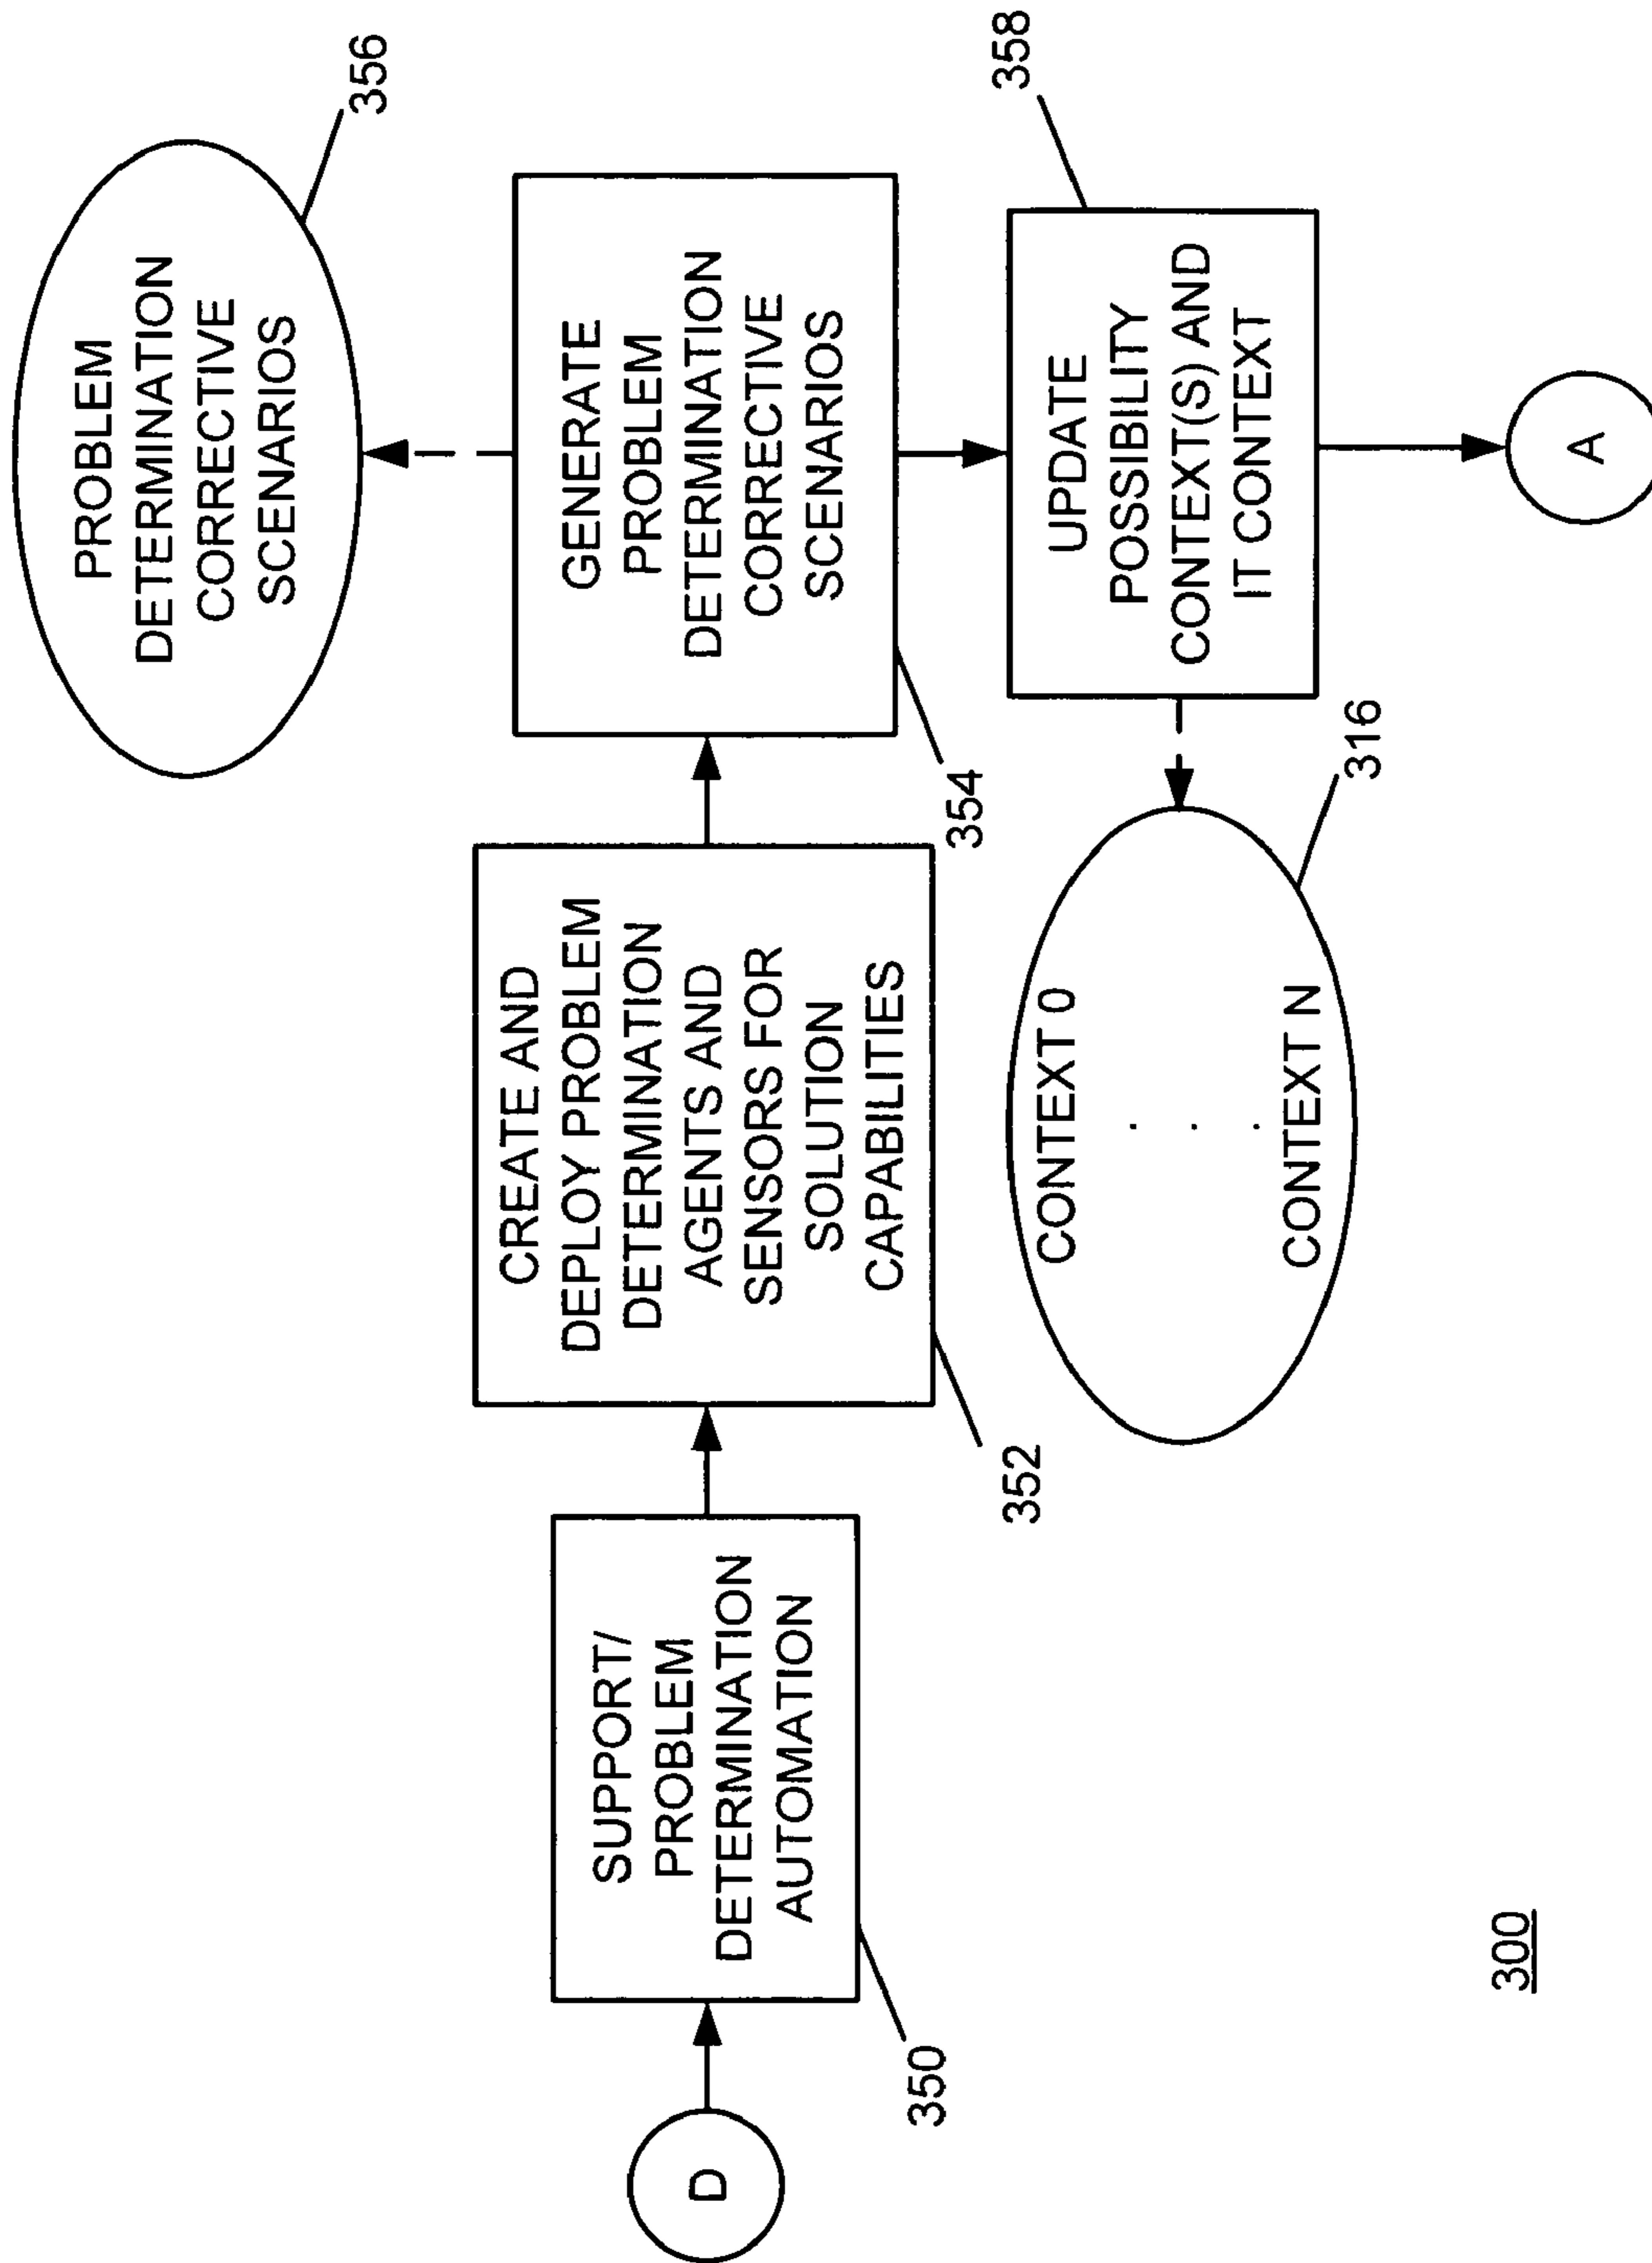 D
SUPPORT/
PROBLEM
DETERMINATION
AUTOMATION
350
CREATE AND
DEPLOY PROBLEM
DETERMINATION
AGENTS AND
SENSORS FOR
SOLUTION
CAPABILITIES
352
GENERATE
PROBLEM
DETERMINATION
CORRECTIVE
SCENARIOS
354
PROBLEM
DETERMINATION
CORRECTIVE
SCENARIOS
356
UPDATE
POSSIBILITY
CONTEXT(S) AND
IT CONTEXT
358
CONTEXT 0
.
.
.
CONTEXT N
316
A
300